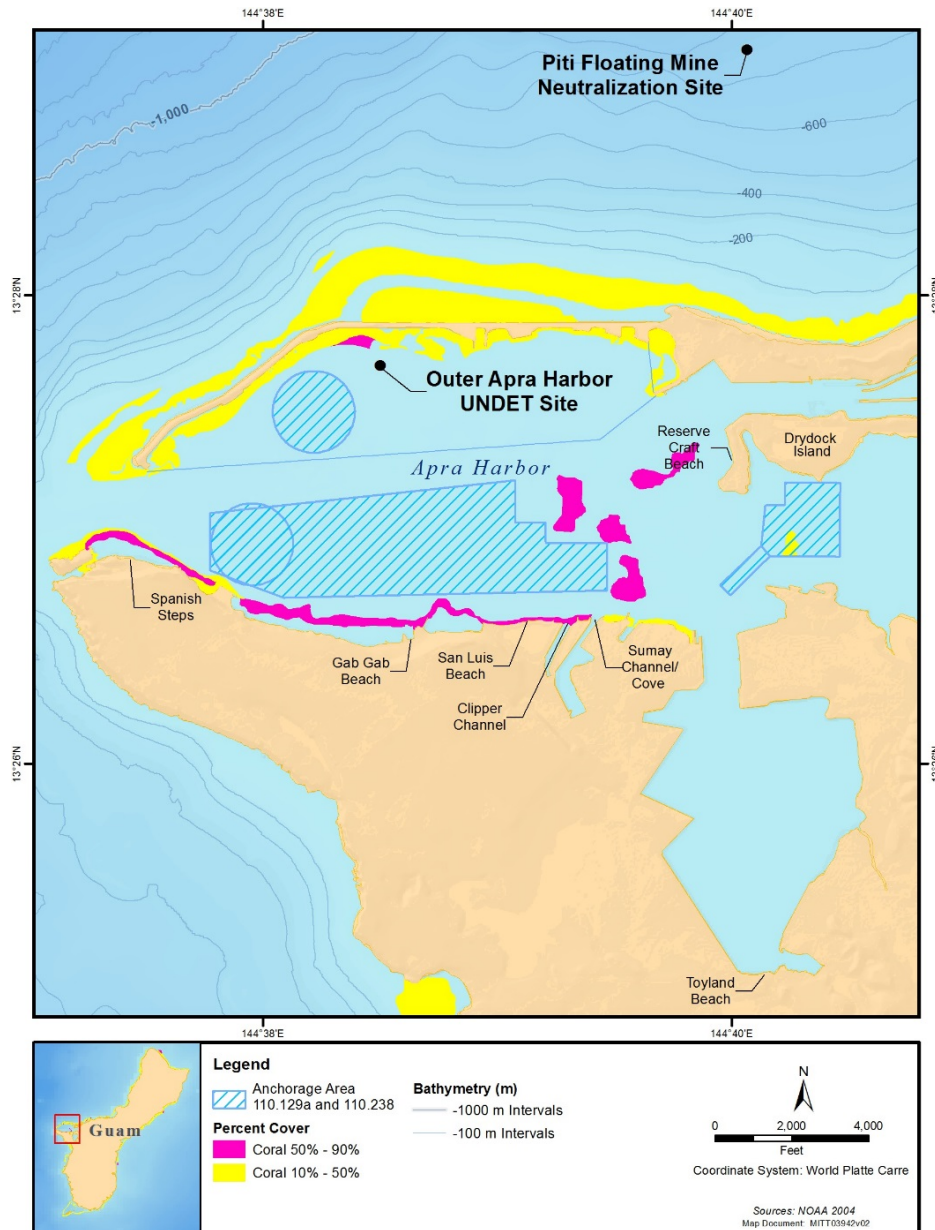 144°38'E
144°40'E
Piti Floating Mine
Neutralization Site
-1,000
-600
-400
-200
13°28'N
13°28'N
Outer Apra Harbor
UNDET Site
Reserve
Craft
Beach
Drydock
Island
Apra Harbor
Spanish
Steps
Gab Gab
Beach
San Luis
Beach
Clipper
Channel
Sumay
Channel/
Cove
13°26'N
13°26'N
Toyland
Beach
144°38'E
144°40'E
Guam
Legend
Anchorage Area
110.129a and 110.238
Percent Cover
Coral 50% - 90%
Coral 10% - 50%
Bathymetry (m)
-1000 m Intervals
-100 m Intervals
N
0 2,000 4,000
Feet
Coordinate System: World Platte Carre
Sources: NOAA 2004
Map Document: MITT03942v02